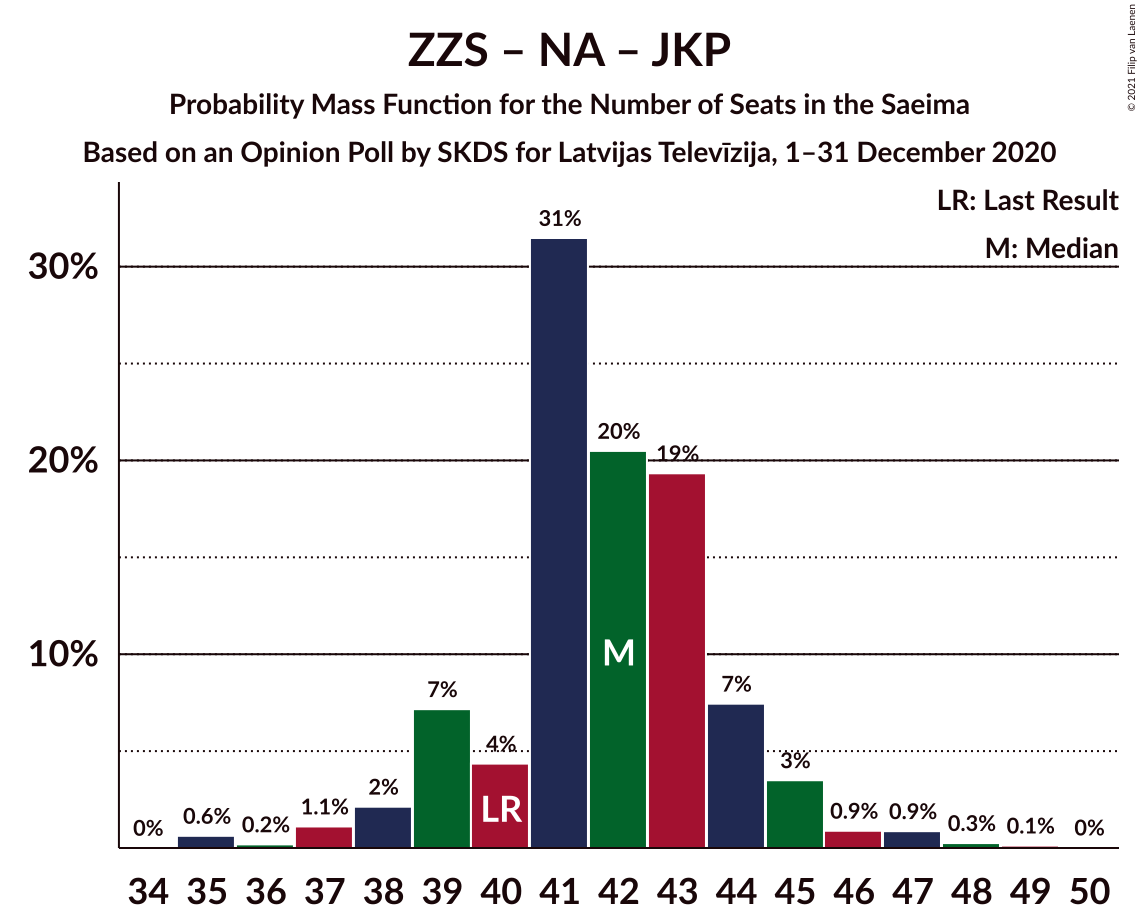 ZZS – NA – JKP
Probability Mass Function for the Number of Seats in the Saeima
Based on an Opinion Poll by SKDS for Latvijas Televīzija, 1–31 December 2020
© 2021 Filip van Laenen
LR: Last Result
M: Median
30%
20%
10%
0%
0.6%
0.2%
1.1%
2%
7%
4%
31%
20%
19%
7%
3%
0.9%
0.9%
0.3%
0.1%
0%
LR
M
34 35 36 37 38 39 40 41 42 43 44 45 46 47 48 49 50